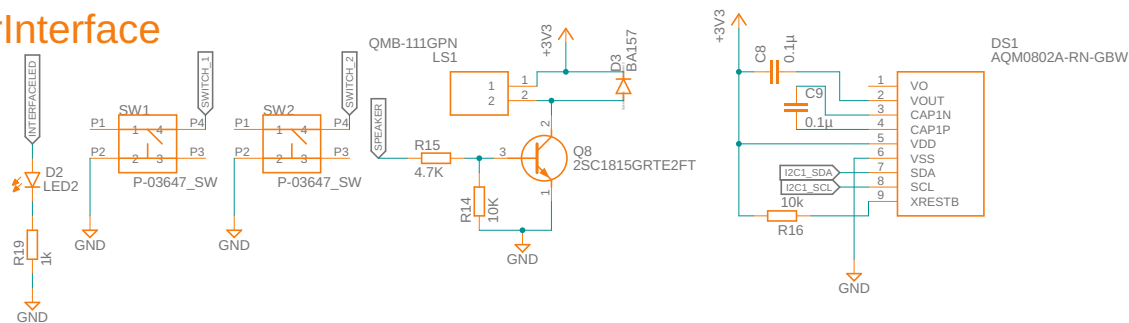 rInterface
INTERFACELED
D2
LED2
R19
1k
GND
SW1
P1
1
4
P4
P2
2
3
P3
P-03647_SW
SWITCH_1
GND
SW2
P1
1
4
P4
P2
2
3
P3
P-03647_SW
SWITCH_2
GND
QMB-111GPN
LS1
1
1
2
2
+3V3
D3
BA157
SPEAKER
R15
4.7K
3
2
1
Q8
2SC1815GRTE2FT
R14
10K
GND
+3V3
C8
0.1µ
C9
0.1µ
DS1
AQM0802A-RN-GBW
1 VO
2 VOUT
3 CAP1N
4 CAP1P
5 VDD
6 VSS
7 SDA
8 SCL
9 XRESTB
I2C1_SDA
I2C1_SCL
10k
R16
GND